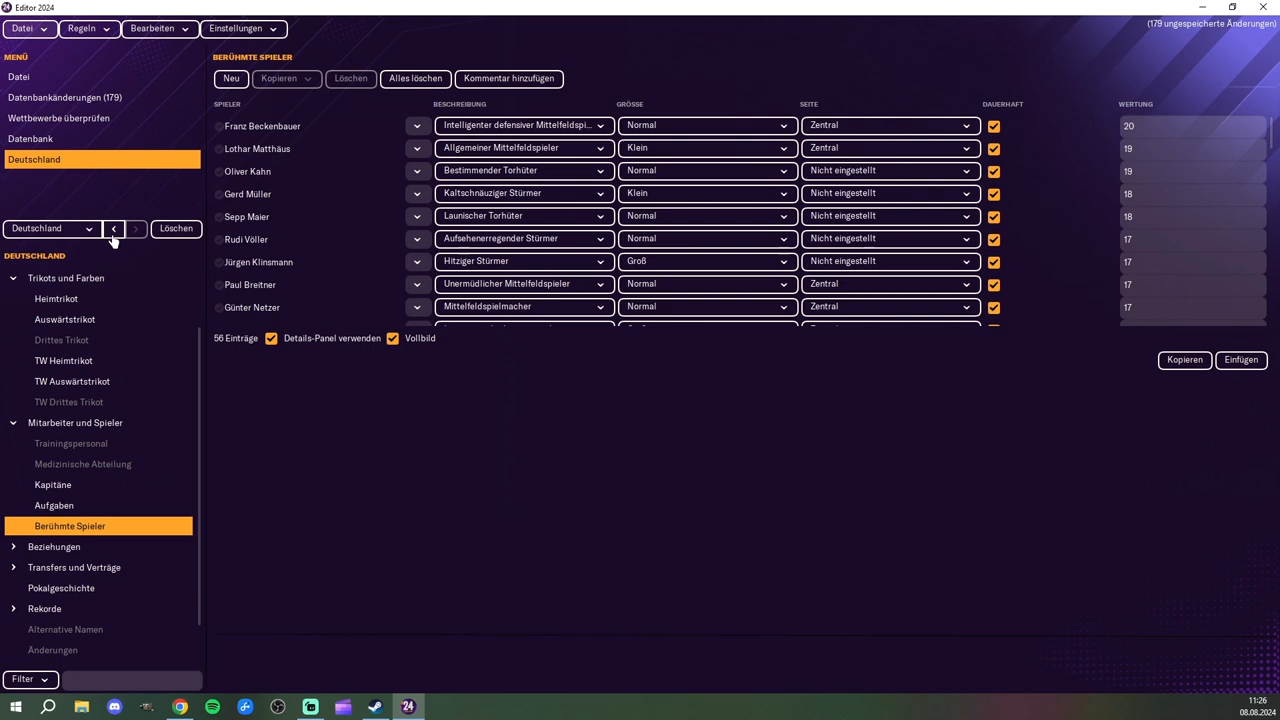 Editor 2024
Datei Regeln Bearbeiten Einstellungen (179 ungespeicherte Änderungen)
MENÜ
Datei
Datenbankänderungen (179)
Wettbewerbe überprüfen
Datenbank
Deutschland
Deutschland Löschen
DEUTSCHLAND
Trikots und Farben
Heimtrikot
Auswärtstrikot
Drittes Trikot
TW Heimtrikot
TW Auswärtstrikot
TW Drittes Trikot
Mitarbeiter und Spieler
Trainingspersonal
Medizinische Abteilung
Kapitäne
Aufgaben
Berühmte Spieler
Beziehungen
Transfers und Verträge
Pokalgeschichte
Rekorde
Alternative Namen
Änderungen
Filter
BERÜHMTE SPIELER
Neu Kopieren Löschen Alles löschen Kommentar hinzufügen
SPIELER BESCHREIBUNG GRÖSSE SEITE DAUERHAFT WERTUNG
Franz Beckenbauer Intelligenter defensiver Mittelfeldspi... Normal Zentral 20
Lothar Matthäus Allgemeiner Mittelfeldspieler Klein Zentral 19
Oliver Kahn Bestimmender Torhüter Normal Nicht eingestellt 19
Gerd Müller Kaltschnäuziger Stürmer Klein Nicht eingestellt 18
Sepp Maier Launischer Torhüter Normal Nicht eingestellt 18
Rudi Völler Aufsehenerregender Stürmer Normal Nicht eingestellt 17
Jürgen Klinsmann Hitziger Stürmer Groß Nicht eingestellt 17
Paul Breitner Unermüdlicher Mittelfeldspieler Normal Zentral 17
Günter Netzer Mittelfeldspielmacher Normal Zentral 17
56 Einträge Details-Panel verwenden Vollbild
Kopieren Einfügen
24
11:26
08.08.2024